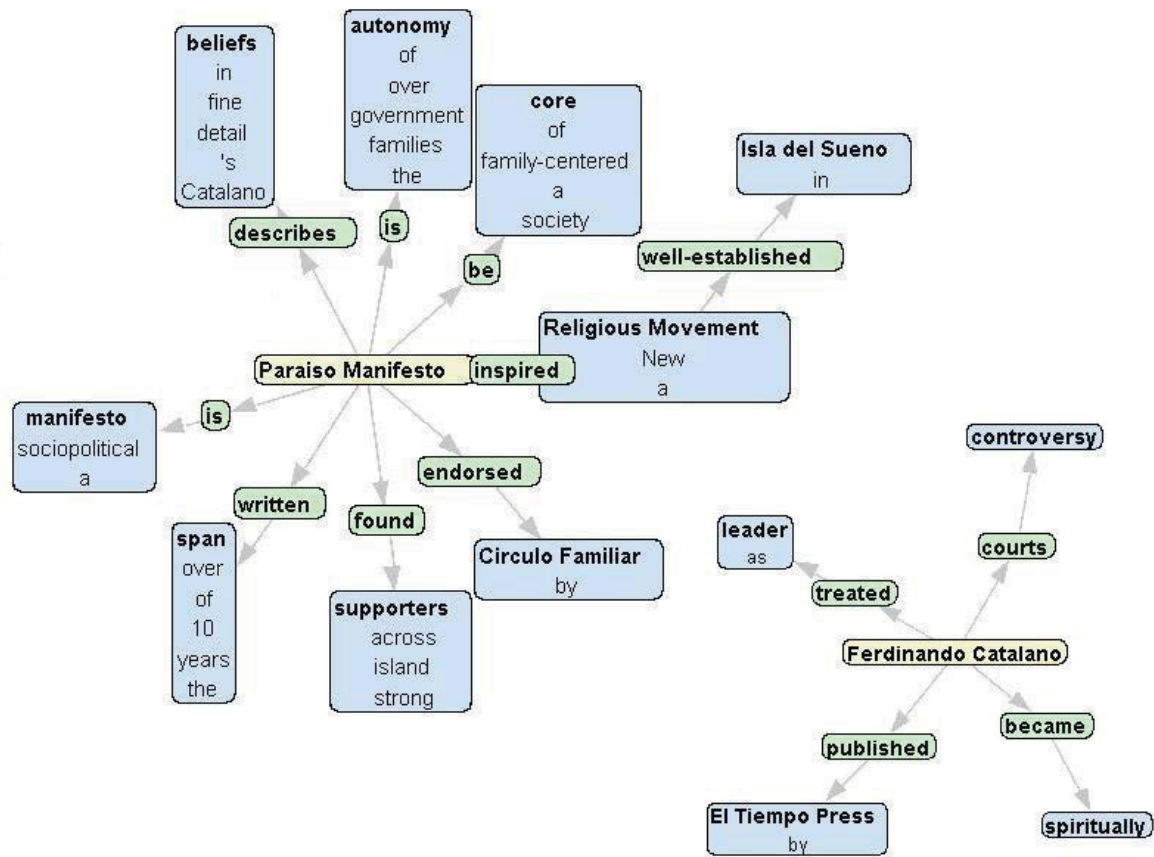 beliefs
in
fine
detail
's
Catalano
autonomy
of
over
government
families
the
core
of
family-centered
a
society
Isla del Sueno
in
describes
is
be
well-established
Religious Movement
New
a
Paraiso Manifesto
inspired
is
manifesto
sociopolitical
a
endorsed
written
found
span
over
of
10
years
the
supporters
across
island
strong
Circulo Familiar
by
controversy
leader
as
courts
treated
Ferdinando Catalano
became
published
El Tiempo Press
by
spiritually